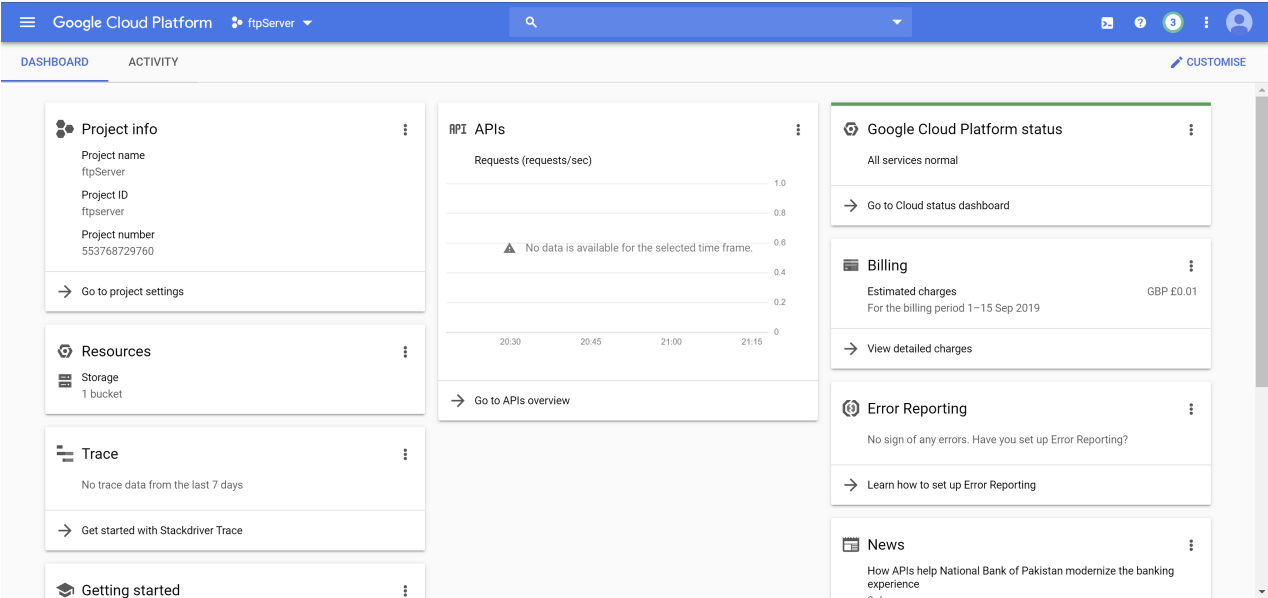 Google Cloud Platform
ftpServer
3
DASHBOARD
ACTIVITY
CUSTOMISE
Project info
Project name
ftpServer
Project ID
ftpserver
Project number
553768729760
Go to project settings
Resources
Storage
1 bucket
Trace
No trace data from the last 7 days
Get started with Stackdriver Trace
Getting started
API APIs
Requests (requests/sec)
1.0
0.8
0.6
No data is available for the selected time frame.
0.4
0.2
0
20:30 20:45 21:00 21:15
Go to APIs overview
Google Cloud Platform status
All services normal
Go to Cloud status dashboard
Billing
Estimated charges GBP £0.01
For the billing period 1–15 Sep 2019
View detailed charges
Error Reporting
No sign of any errors. Have you set up Error Reporting?
Learn how to set up Error Reporting
News
How APIs help National Bank of Pakistan modernize the banking
experience